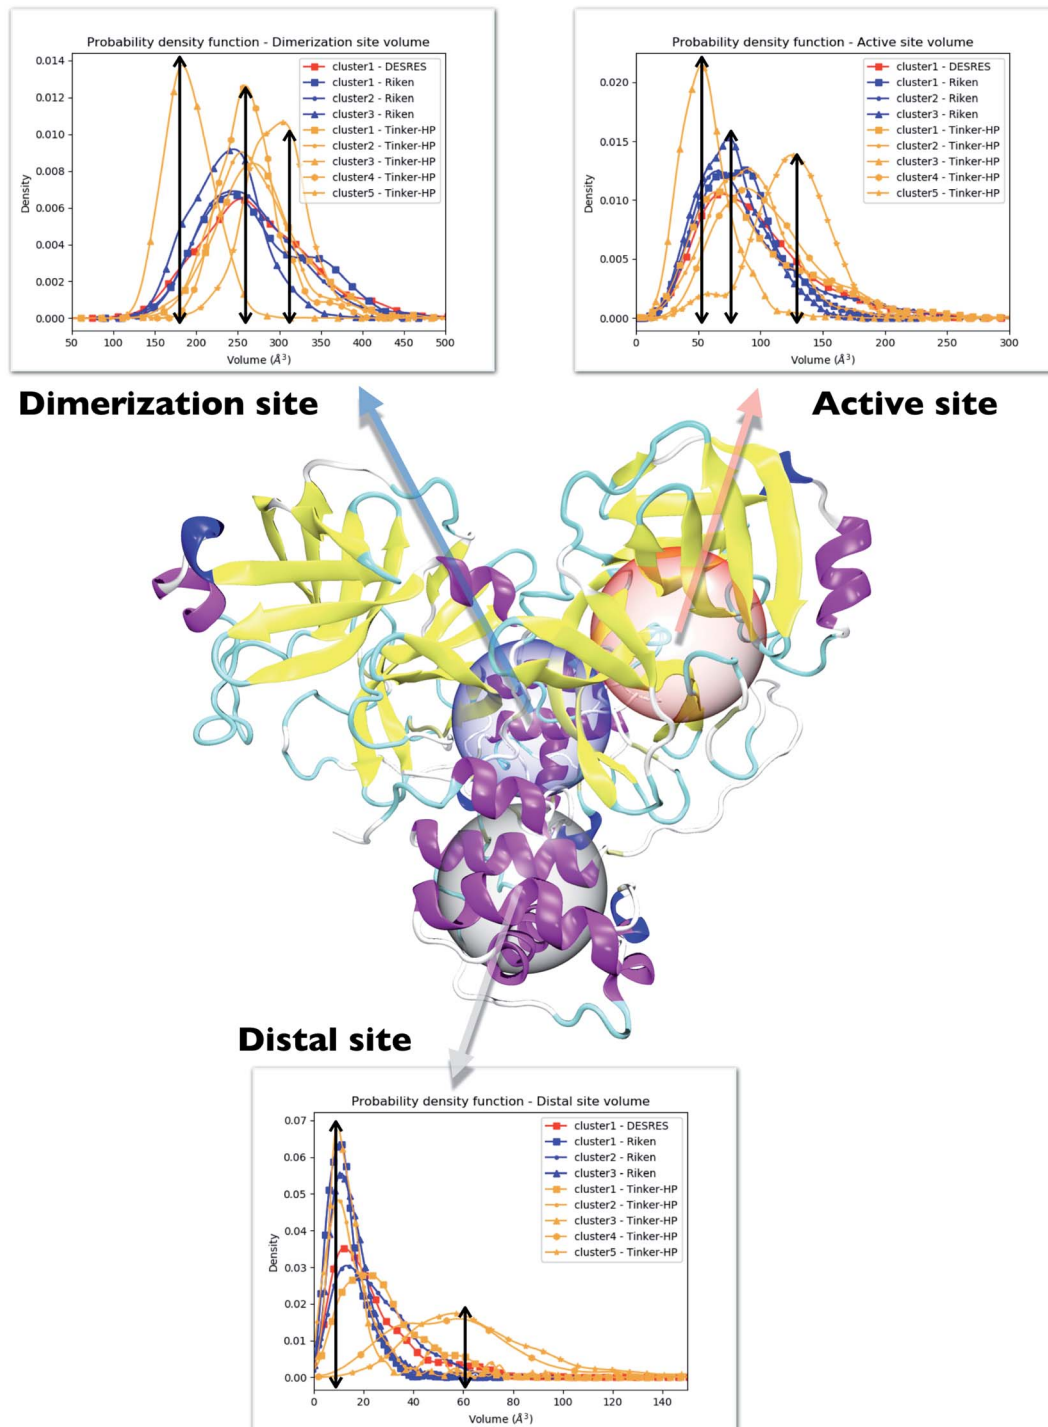 Probability density function - Dimerization site volume
0.014
0.012
0.010
0.008
0.006
0.004
0.002
0.000
Density
50 100 150 200 250 300 350 400 450 500
Volume (Å³)
cluster1 - DESRES
cluster1 - Riken
cluster2 - Riken
cluster3 - Riken
cluster1 - Tinker-HP
cluster2 - Tinker-HP
cluster3 - Tinker-HP
cluster4 - Tinker-HP
cluster5 - Tinker-HP
Probability density function - Active site volume
0.020
0.015
0.010
0.005
0.000
Density
0 50 100 150 200 250 300
Volume (Å³)
cluster1 - DESRES
cluster1 - Riken
cluster2 - Riken
cluster3 - Riken
cluster1 - Tinker-HP
cluster2 - Tinker-HP
cluster3 - Tinker-HP
cluster4 - Tinker-HP
cluster5 - Tinker-HP
Dimerization site
Active site
Distal site
Probability density function - Distal site volume
0.07
0.06
0.05
0.04
0.03
0.02
0.01
0.00
Density
0 20 40 60 80 100 120 140
Volume (Å³)
cluster1 - DESRES
cluster1 - Riken
cluster2 - Riken
cluster3 - Riken
cluster1 - Tinker-HP
cluster2 - Tinker-HP
cluster3 - Tinker-HP
cluster4 - Tinker-HP
cluster5 - Tinker-HP